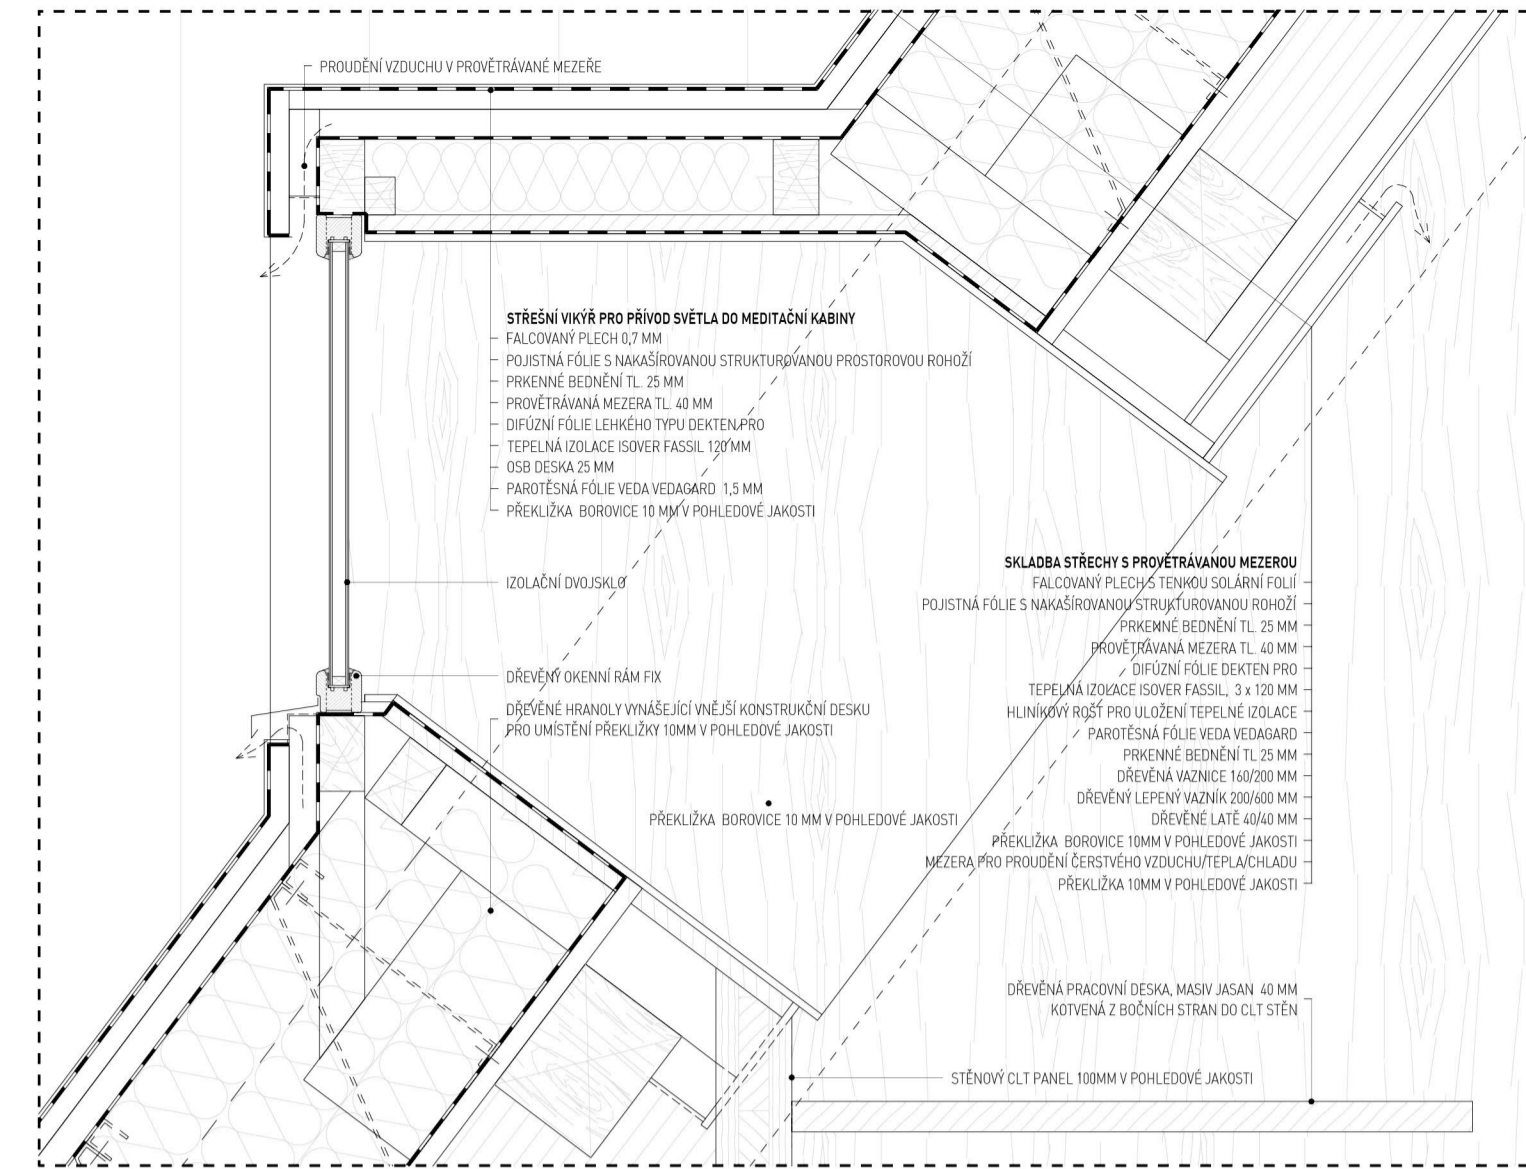 PROUDĚNÍ VZDUCHU V PROVĚTRÁVANÉ MEZEŘE
STŘEŠNÍ VIKÝŘ PRO PŘÍVOD SVĚTLA DO MEDITAČNÍ KABINY
FALCOVANÝ PLECH 0,7 MM
POJISTNÁ FÓLIE S NAKAŠÍROVANOU STRUKTUROVANOU PROSTOROVOU ROHOŽÍ
PRKENNÉ BEDNĚNÍ TL. 25 MM
PROVĚTRÁVANÁ MEZERA TL. 40 MM
DIFÚZNÍ FÓLIE LEHKÉHO TYPU DEKTEN PRO
TEPELNÁ IZOLACE ISOVER FASSIL 120 MM
OSB DESKA 25 MM
PAROTĚSNÁ FÓLIE VEDA VEDAGARD 1,5 MM
PŘEKLIŽKA BOROVICE 10 MM V POHLEDOVÉ JAKOSTI
IZOLAČNÍ DVOJSKLO
DŘEVĚNÝ OKENNÍ RÁM FIX
DŘEVĚNÉ HRANOLY VYNÁŠEJÍCÍ VNĚJŠÍ KONSTRUKČNÍ DESKU
PRO UMÍSTĚNÍ PŘEKLIŽKY 10MM V POHLEDOVÉ JAKOSTI
PŘEKLIŽKA BOROVICE 10 MM V POHLEDOVÉ JAKOSTI
SKLADBA STŘECHY S PROVĚTRÁVANOU MEZEROU
FALCOVANÝ PLECH S TENKOU SOLÁRNÍ FOLIÍ
POJISTNÁ FÓLIE S NAKAŠÍROVANOU STRUKTUROVANOU ROHOŽÍ
PRKENNÉ BEDNĚNÍ TL. 25 MM
PROVĚTRÁVANÁ MEZERA TL. 40 MM
DIFÚZNÍ FÓLIE DEKTEN PRO
TEPELNÁ IZOLACE ISOVER FASSIL, 3 x 120 MM
HLINÍKOVÝ ROŠT PRO ULOŽENÍ TEPELNÉ IZOLACE
PAROTĚSNÁ FÓLIE VEDA VEDAGARD
PRKENNÉ BEDNĚNÍ TL 25 MM
DŘEVĚNÁ VAZNICE 160/200 MM
DŘEVĚNÝ LEPENÝ VAZNÍK 200/600 MM
DŘEVĚNÉ LATĚ 40/40 MM
PŘEKLIŽKA BOROVICE 10MM V POHLEDOVÉ JAKOSTI
MEZERA PRO PROUDĚNÍ ČERSTVÉHO VZDUCHU/TEPLA/CHLADU
PŘEKLIŽKA 10MM V POHLEDOVÉ JAKOSTI
DŘEVĚNÁ PRACOVNÍ DESKA, MASIV JASAN 40 MM
KOTVENÁ Z BOČNÍCH STRAN DO CLT STĚN
STĚNOVÝ CLT PANEL 100MM V POHLEDOVÉ JAKOSTI